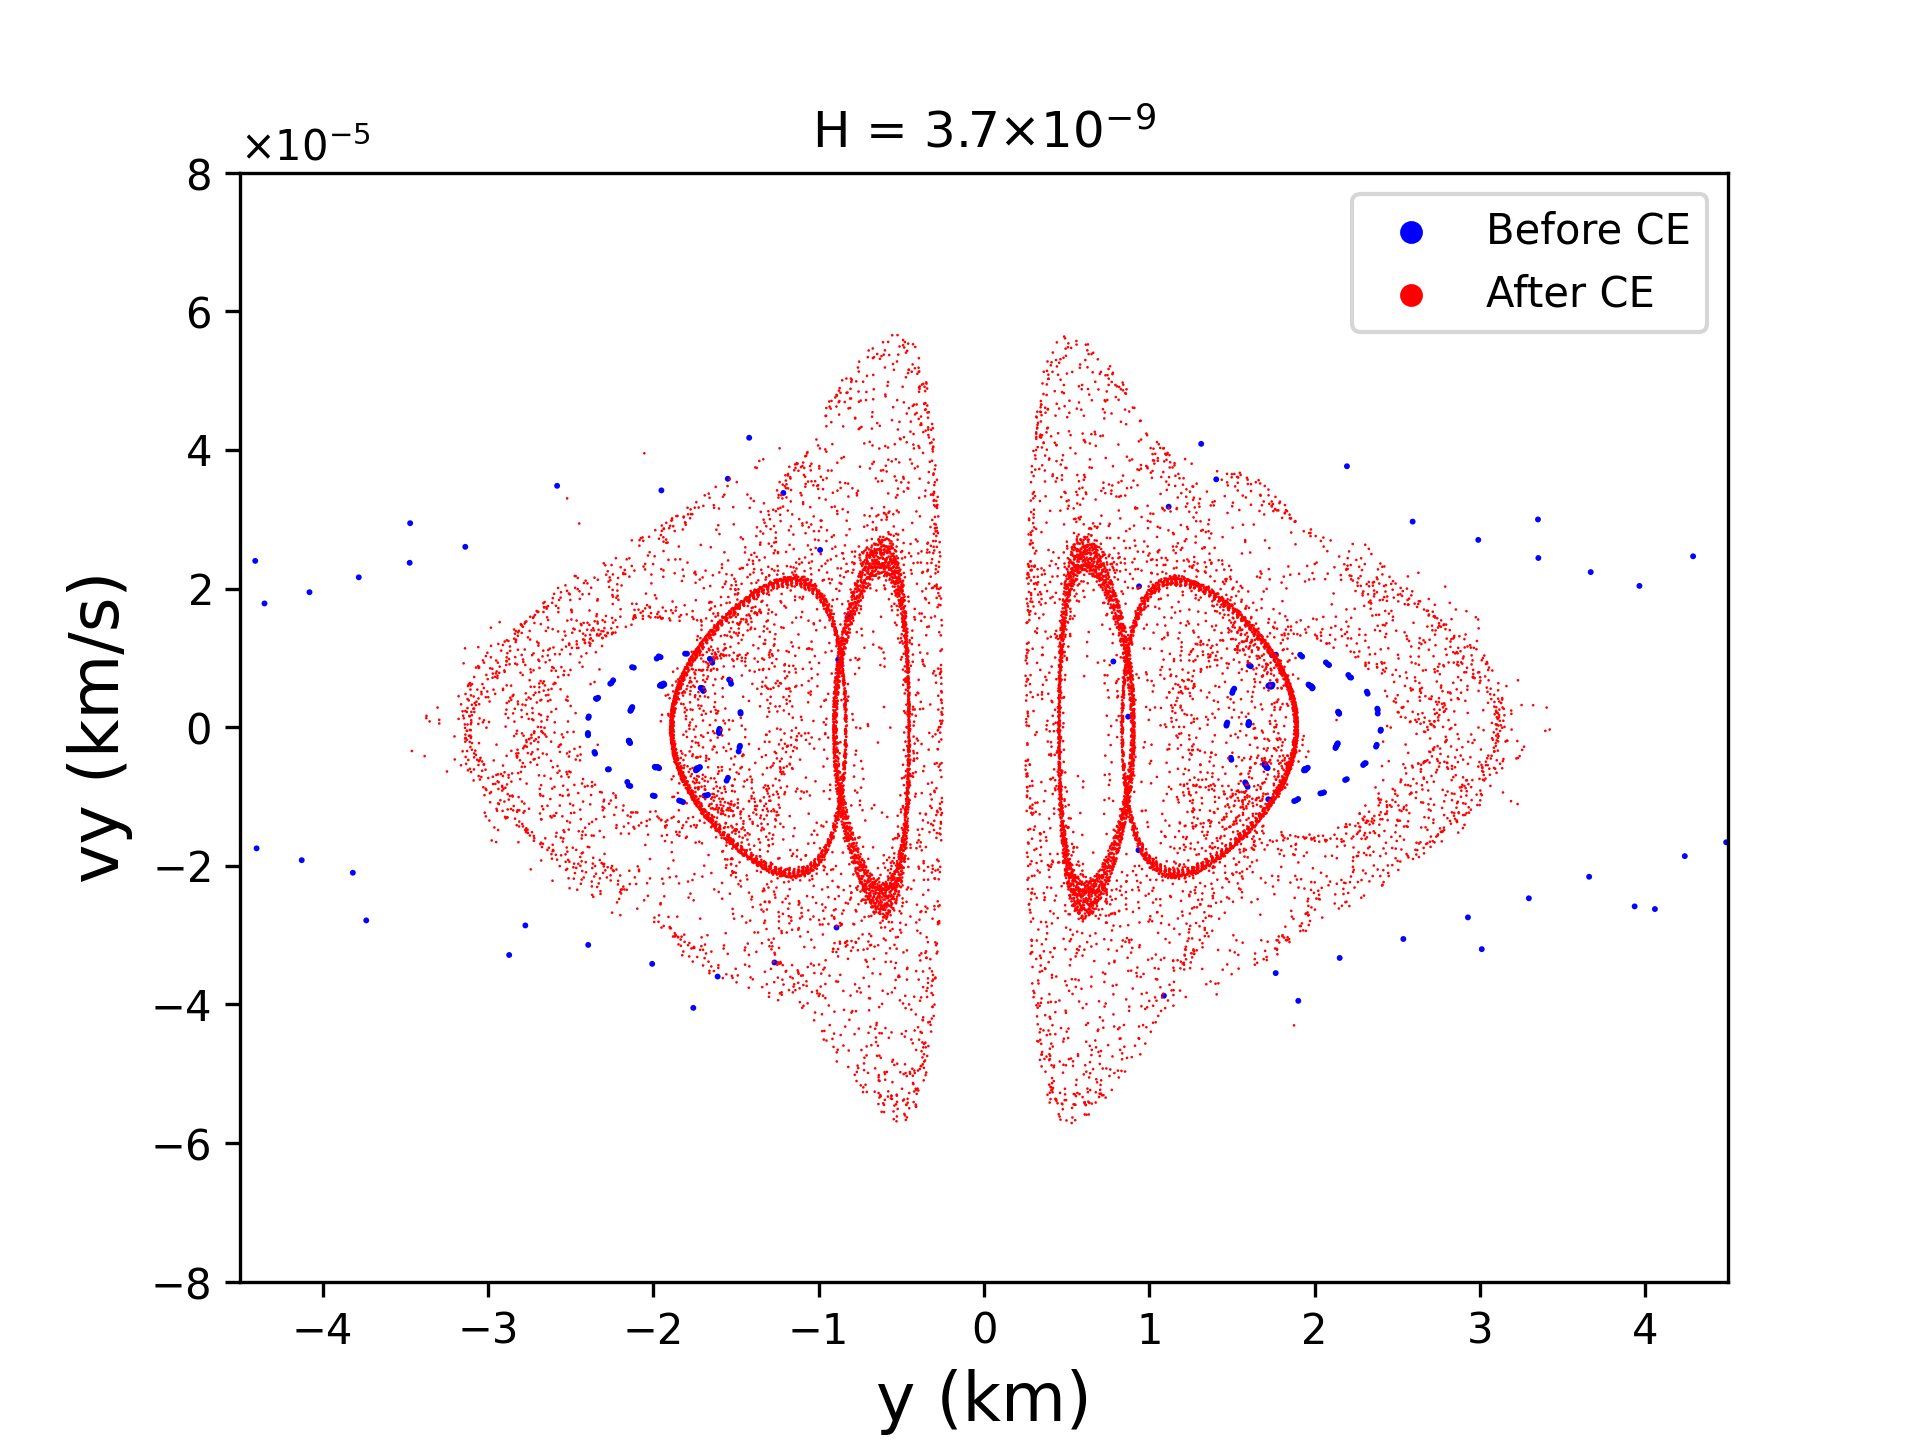 H = 3.7×10⁻⁹
×10⁻⁵
8
6
4
2
0
−2
−4
−6
−8
vy (km/s)
Before CE
After CE
−4 −3 −2 −1 0 1 2 3 4
y (km)